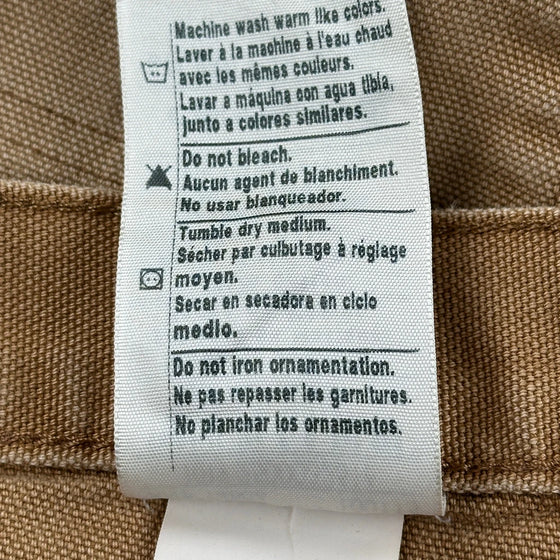 Machine wash warm like colors.
Laver à la machine à l'eau chaud
avec les mêmes couleurs.
Lavar a máquina con agua tibia,
junto a colores similares.
Do not bleach.
Aucun agent de blanchiment.
No usar blanqueador.
Tumble dry medium.
Sécher par culbutage à réglage
moyen.
Secar en secadora en ciclo
medio.
Do not iron ornamentation.
Ne pas repasser les garnitures.
No planchar los ornamentos.